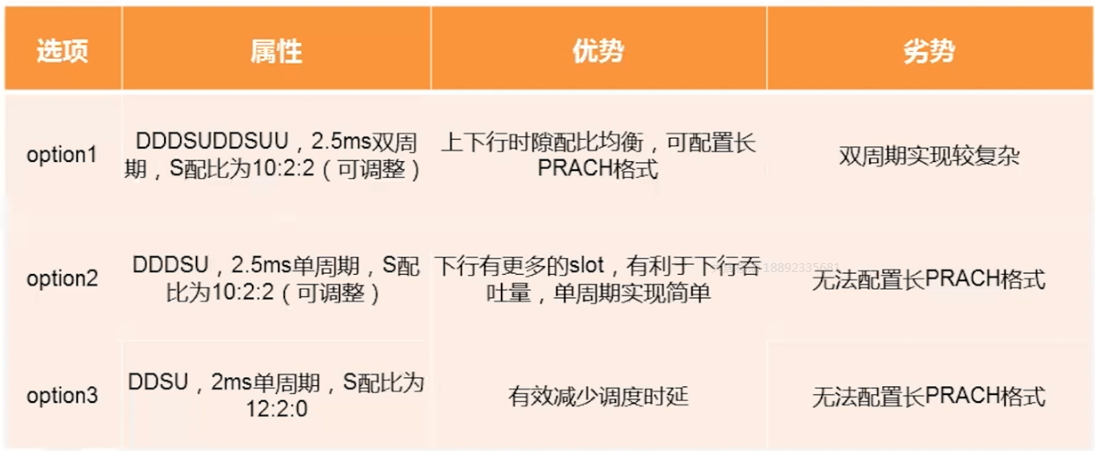 选项 属性 优势 劣势
option1 DDDSUDDSUU，2.5ms双周期，S配比为10:2:2（可调整） 上下行时隙配比均衡，可配置长PRACH格式 双周期实现较复杂
option2 DDDSU，2.5ms单周期，S配比为10:2:2（可调整） 下行有更多的slot，有利于下行吞吐量，单周期实现简单 无法配置长PRACH格式
18892335681
option3 DDSU，2ms单周期，S配比为12:2:0 有效减少调度时延 无法配置长PRACH格式